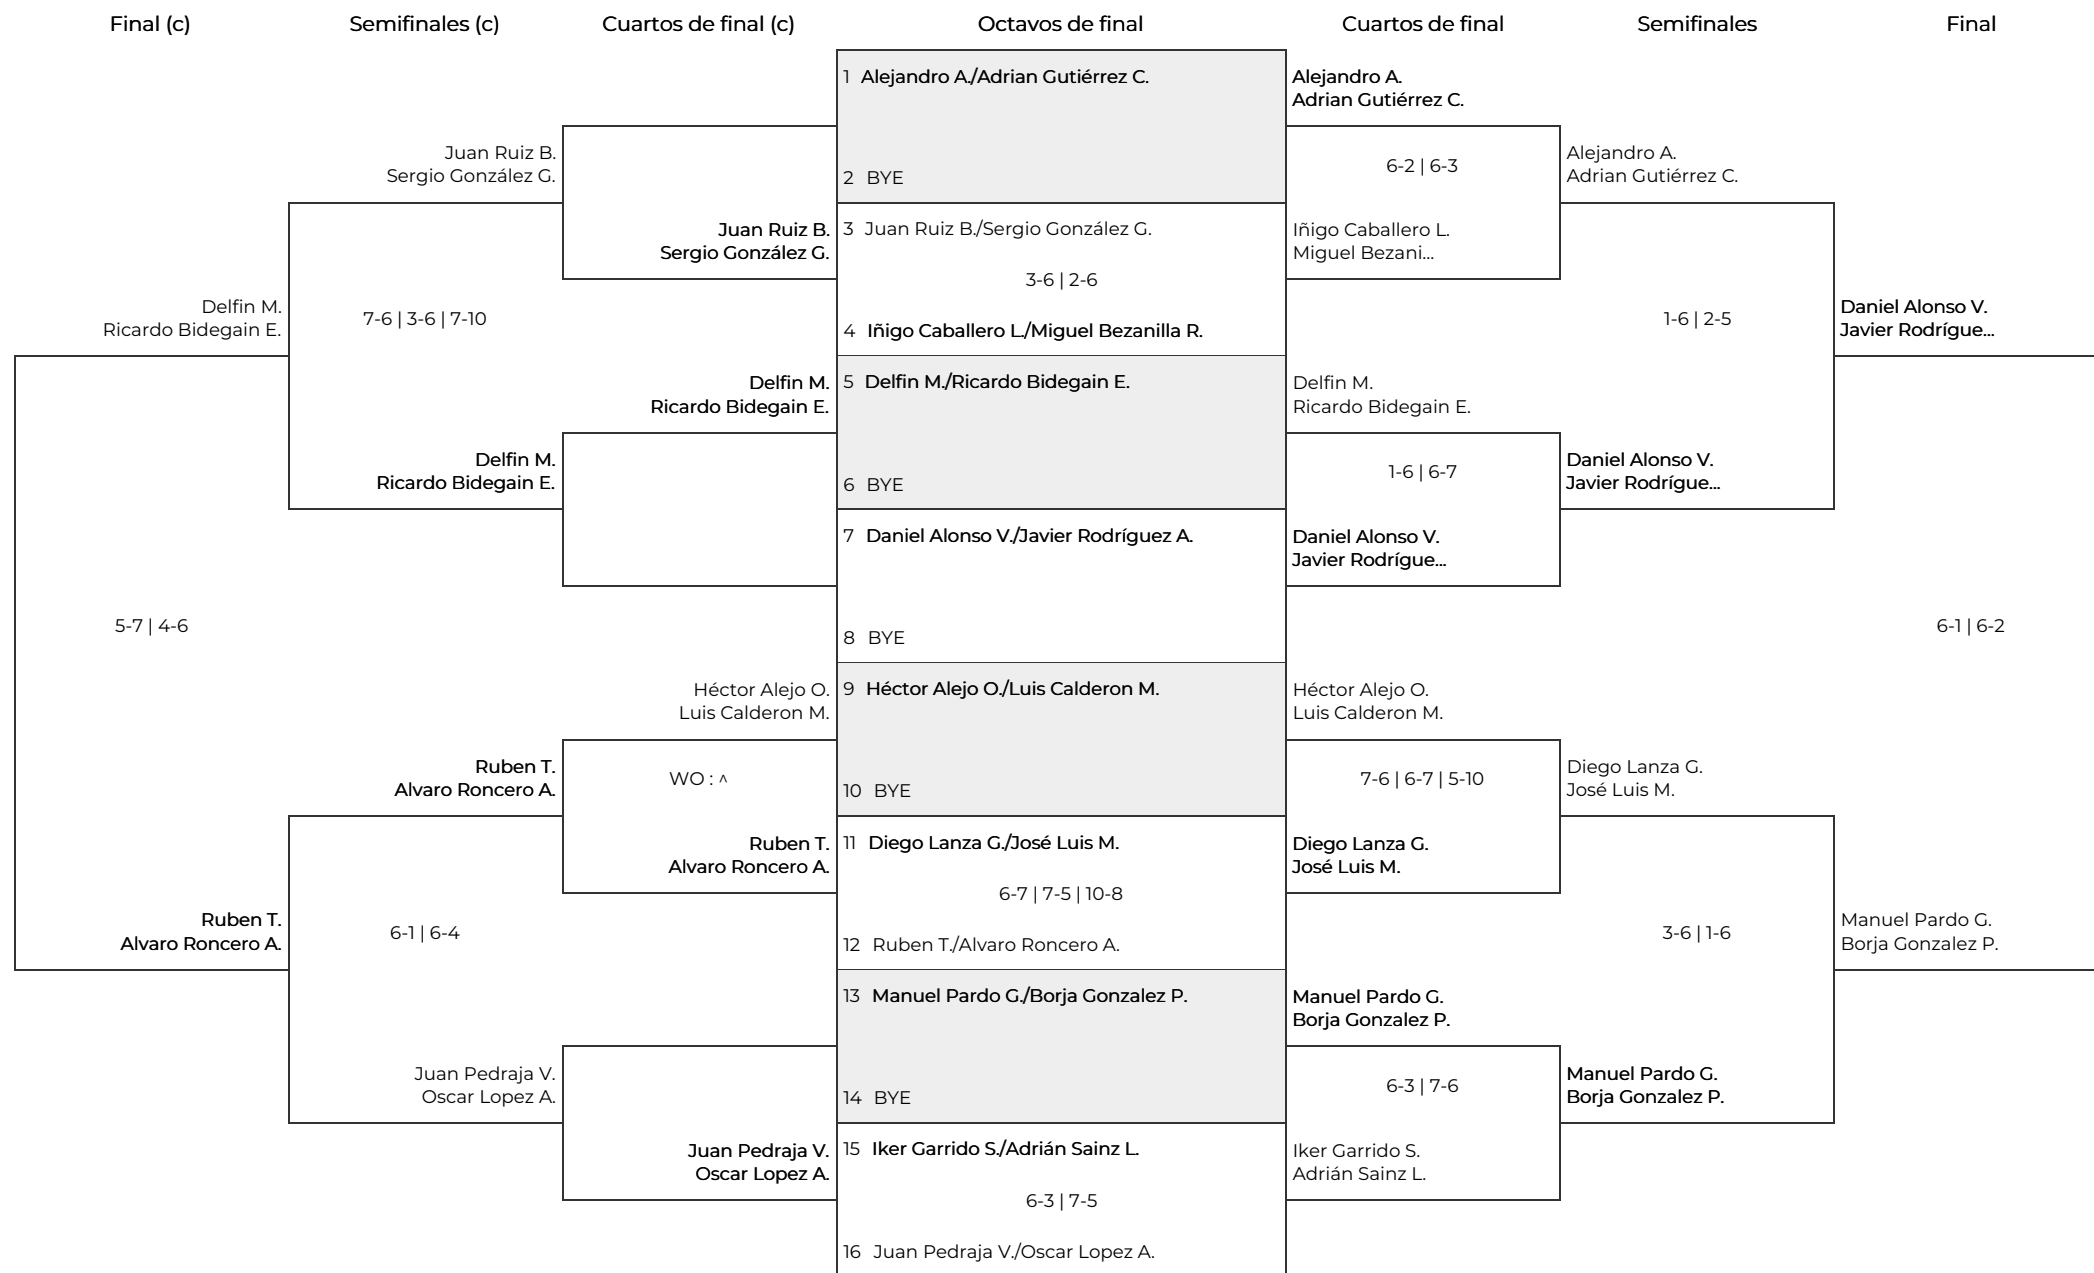 Final (c)
Semifinales (c)
Cuartos de final (c)
Octavos de final
Cuartos de final
Semifinales
Final
Delfin M.
Ricardo Bidegain E.
5-7 | 4-6
Ruben T.
Alvaro Roncero A.
Juan Ruiz B.
Sergio González G.
7-6 | 3-6 | 7-10
Delfin M.
Ricardo Bidegain E.
Ruben T.
Alvaro Roncero A.
6-1 | 6-4
Juan Pedraja V.
Oscar Lopez A.
Juan Ruiz B.
Sergio González G.
Delfin M.
Ricardo Bidegain E.
Héctor Alejo O.
Luis Calderon M.
WO : ^
Ruben T.
Alvaro Roncero A.
Juan Pedraja V.
Oscar Lopez A.
1 Alejandro A./Adrian Gutiérrez C.
2 BYE
3 Juan Ruiz B./Sergio González G.
3-6 | 2-6
4 Iñigo Caballero L./Miguel Bezanilla R.
5 Delfin M./Ricardo Bidegain E.
6 BYE
7 Daniel Alonso V./Javier Rodríguez A.
8 BYE
9 Héctor Alejo O./Luis Calderon M.
10 BYE
11 Diego Lanza G./José Luis M.
6-7 | 7-5 | 10-8
12 Ruben T./Alvaro Roncero A.
13 Manuel Pardo G./Borja Gonzalez P.
14 BYE
15 Iker Garrido S./Adrián Sainz L.
6-3 | 7-5
16 Juan Pedraja V./Oscar Lopez A.
Alejandro A.
Adrian Gutiérrez C.
6-2 | 6-3
Iñigo Caballero L.
Miguel Bezani...
Delfin M.
Ricardo Bidegain E.
1-6 | 6-7
Daniel Alonso V.
Javier Rodrígue...
Héctor Alejo O.
Luis Calderon M.
7-6 | 6-7 | 5-10
Diego Lanza G.
José Luis M.
Manuel Pardo G.
Borja Gonzalez P.
6-3 | 7-6
Iker Garrido S.
Adrián Sainz L.
Alejandro A.
Adrian Gutiérrez C.
1-6 | 2-5
Daniel Alonso V.
Javier Rodrígue...
Diego Lanza G.
José Luis M.
3-6 | 1-6
Manuel Pardo G.
Borja Gonzalez P.
Daniel Alonso V.
Javier Rodrígue...
6-1 | 6-2
Manuel Pardo G.
Borja Gonzalez P.